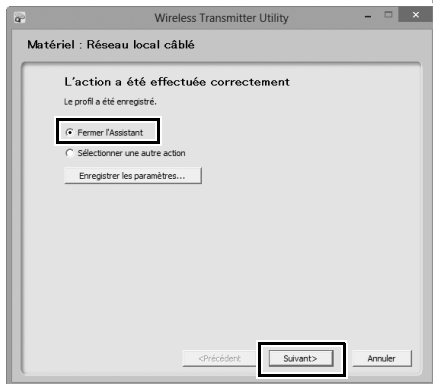 Wireless Transmitter Utility
Matériel : Réseau local câblé
L'action a été effectuée correctement
Le profil a été enregistré.
Fermer l'Assistant
Sélectionner une autre action
Enregistrer les paramètres...
<Précédent Suivant> Annuler